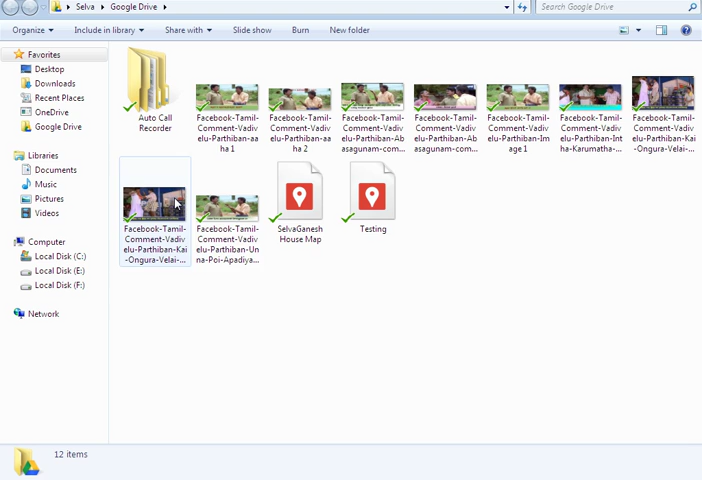 Selva ▸ Google Drive ▸
Search Google Drive
Organize ▾ Include in library ▾ Share with ▾ Slide show Burn New folder
Favorites
Desktop
Downloads
Recent Places
OneDrive
Google Drive
Libraries
Documents
Music
Pictures
Videos
Computer
Local Disk (C:)
Local Disk (E:)
Local Disk (F:)
Network
Auto Call
Recorder
Facebook-Tamil-
Comment-Vadiv
elu-Parthiban-aa
aha 1
Facebook-Tamil-
Comment-Vadiv
elu-Parthiban-aa
ha 2
Facebook-Tamil-
Comment-Vadiv
elu-Parthiban-Ab
asagunam-com...
Facebook-Tamil-
Comment-Vadiv
elu-Parthiban-Ab
asagunam-com...
Facebook-Tamil-
Comment-Vadiv
elu-Parthiban-Im
age 1
Facebook-Tamil-
Comment-Vadiv
elu-Parthiban-Int
ha-Karumatha-...
Facebook-Tamil-
Comment-Vadiv
elu-Parthiban-Kai
-Ongura-Velai-...
Facebook-Tamil-
Comment-Vadiv
elu-Parthiban-Kai
-Ongura-Velai-...
Facebook-Tamil-
Comment-Vadiv
elu-Parthiban-Un
na-Poi-Apadiya...
SelvaGanesh
House Map
Testing
12 items